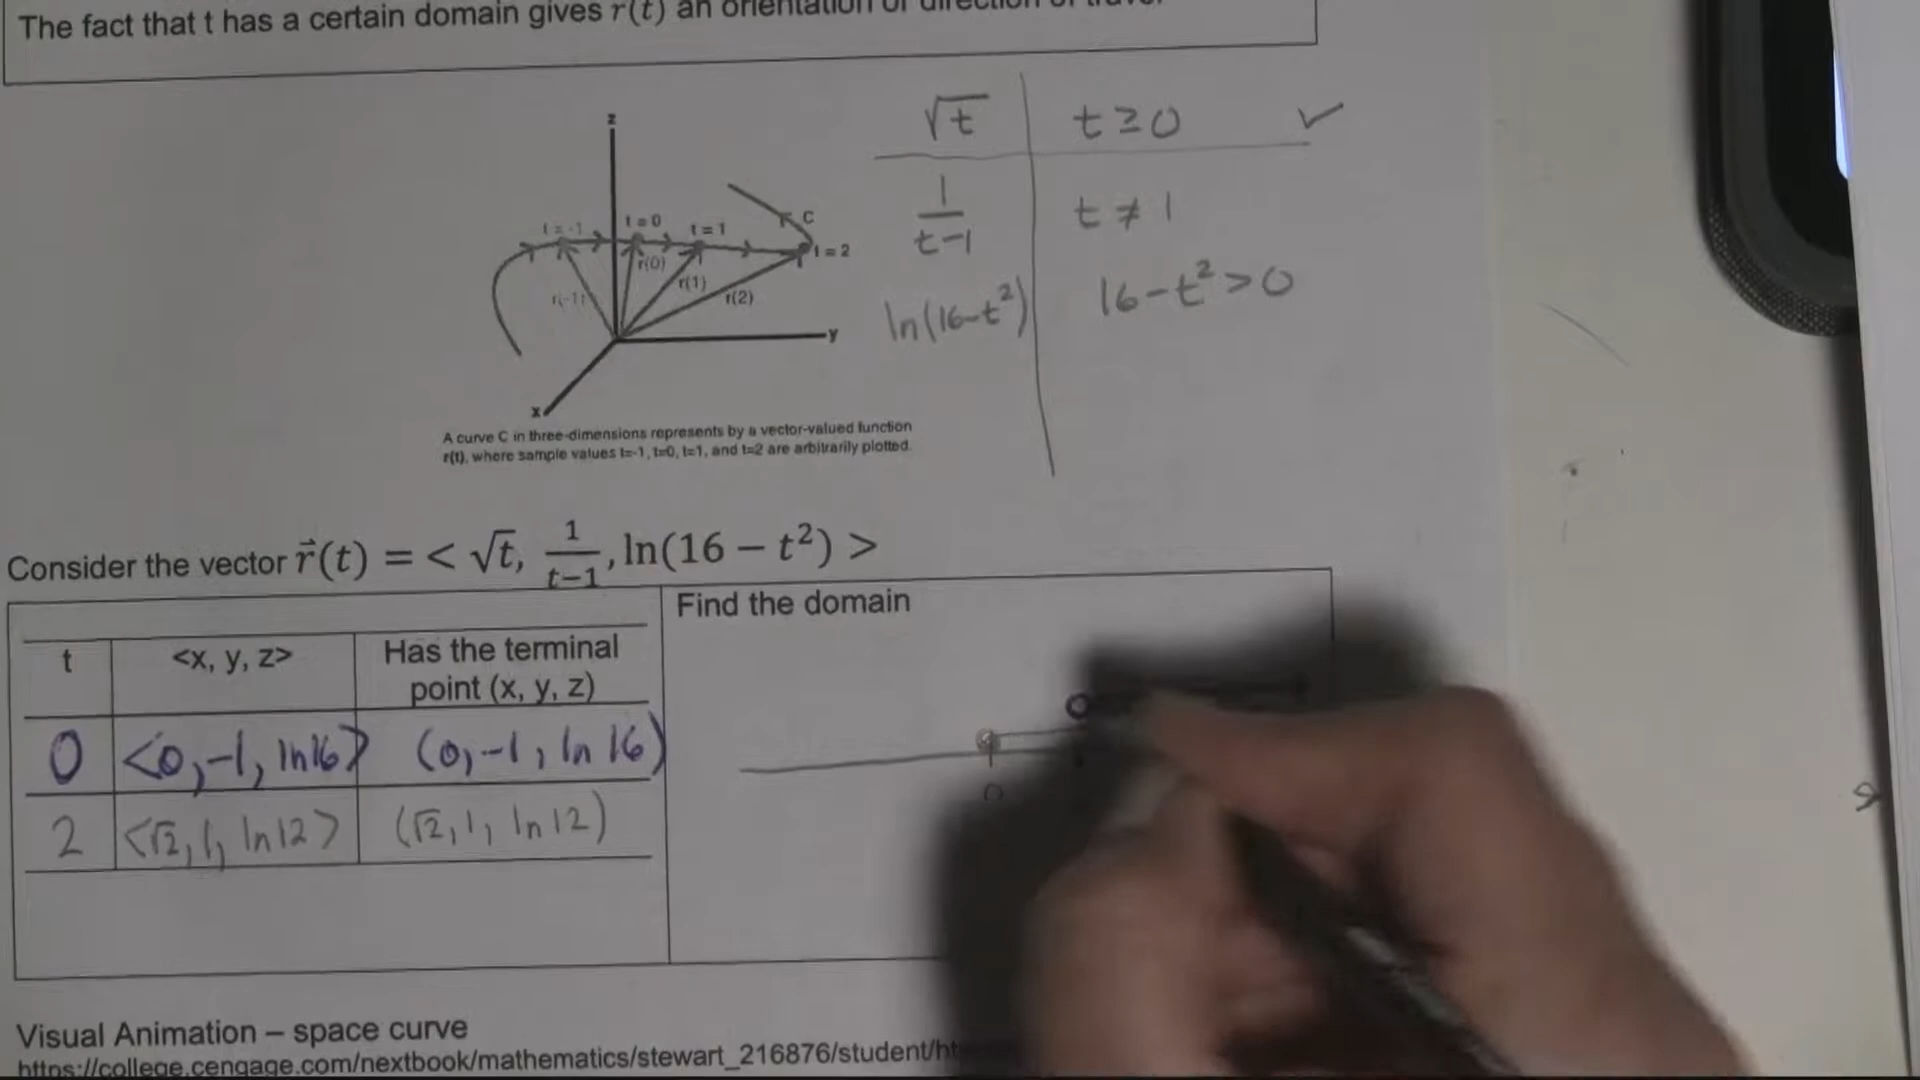 The fact that t has a certain domain gives r(t) an orientation or direction of travel
z
√t t≥0 ✓
1/(t-1) t≠1
ln(16-t²) 16-t²>0
t=-1 t=0 t=1 C
t=2
r(-1) r(0) r(1) r(2)
y
x
A curve C in three-dimensions represents by a vector-valued function
r(t), where sample values t=-1, t=0, t=1, and t=2 are arbitrarily plotted.
Consider the vector r⃗(t) = < √t, 1/(t−1), ln(16 − t²) >
Find the domain
t <x, y, z> Has the terminal
point (x, y, z)
0 <0,-1, ln16> (0,-1, ln 16)
2 <√2, 1, ln12> (√2, 1, ln12)
0
Visual Animation – space curve
https://college.cengage.com/nextbook/mathematics/stewart_216876/student/ht